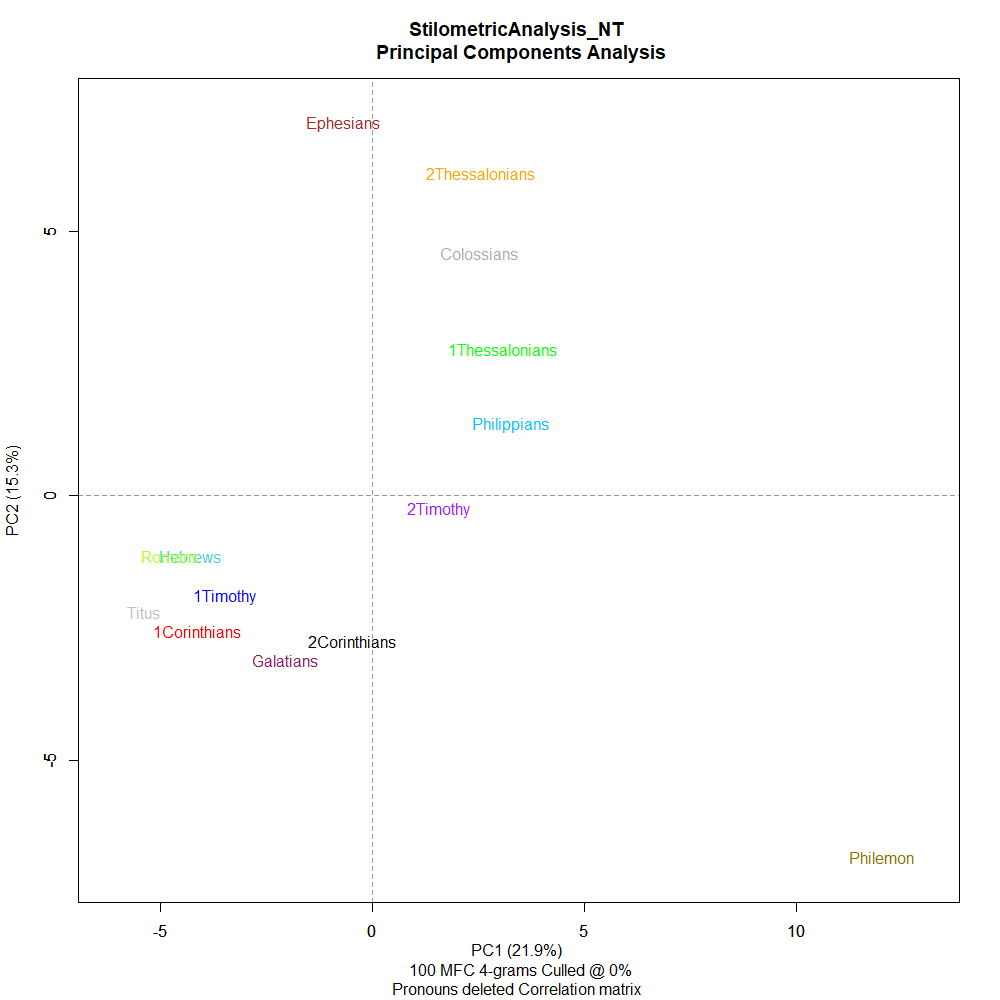 StilometricAnalysis_NT
Principal Components Analysis
Ephesians
2Thessalonians
5
Colossians
1Thessalonians
Philippians
PC2 (15.3%)
0
2Timothy
Romans
Hebrews
1Timothy
Titus
1Corinthians
2Corinthians
Galatians
-5
Philemon
-5 0 5 10
PC1 (21.9%)
100 MFC 4-grams Culled @ 0%
Pronouns deleted Correlation matrix